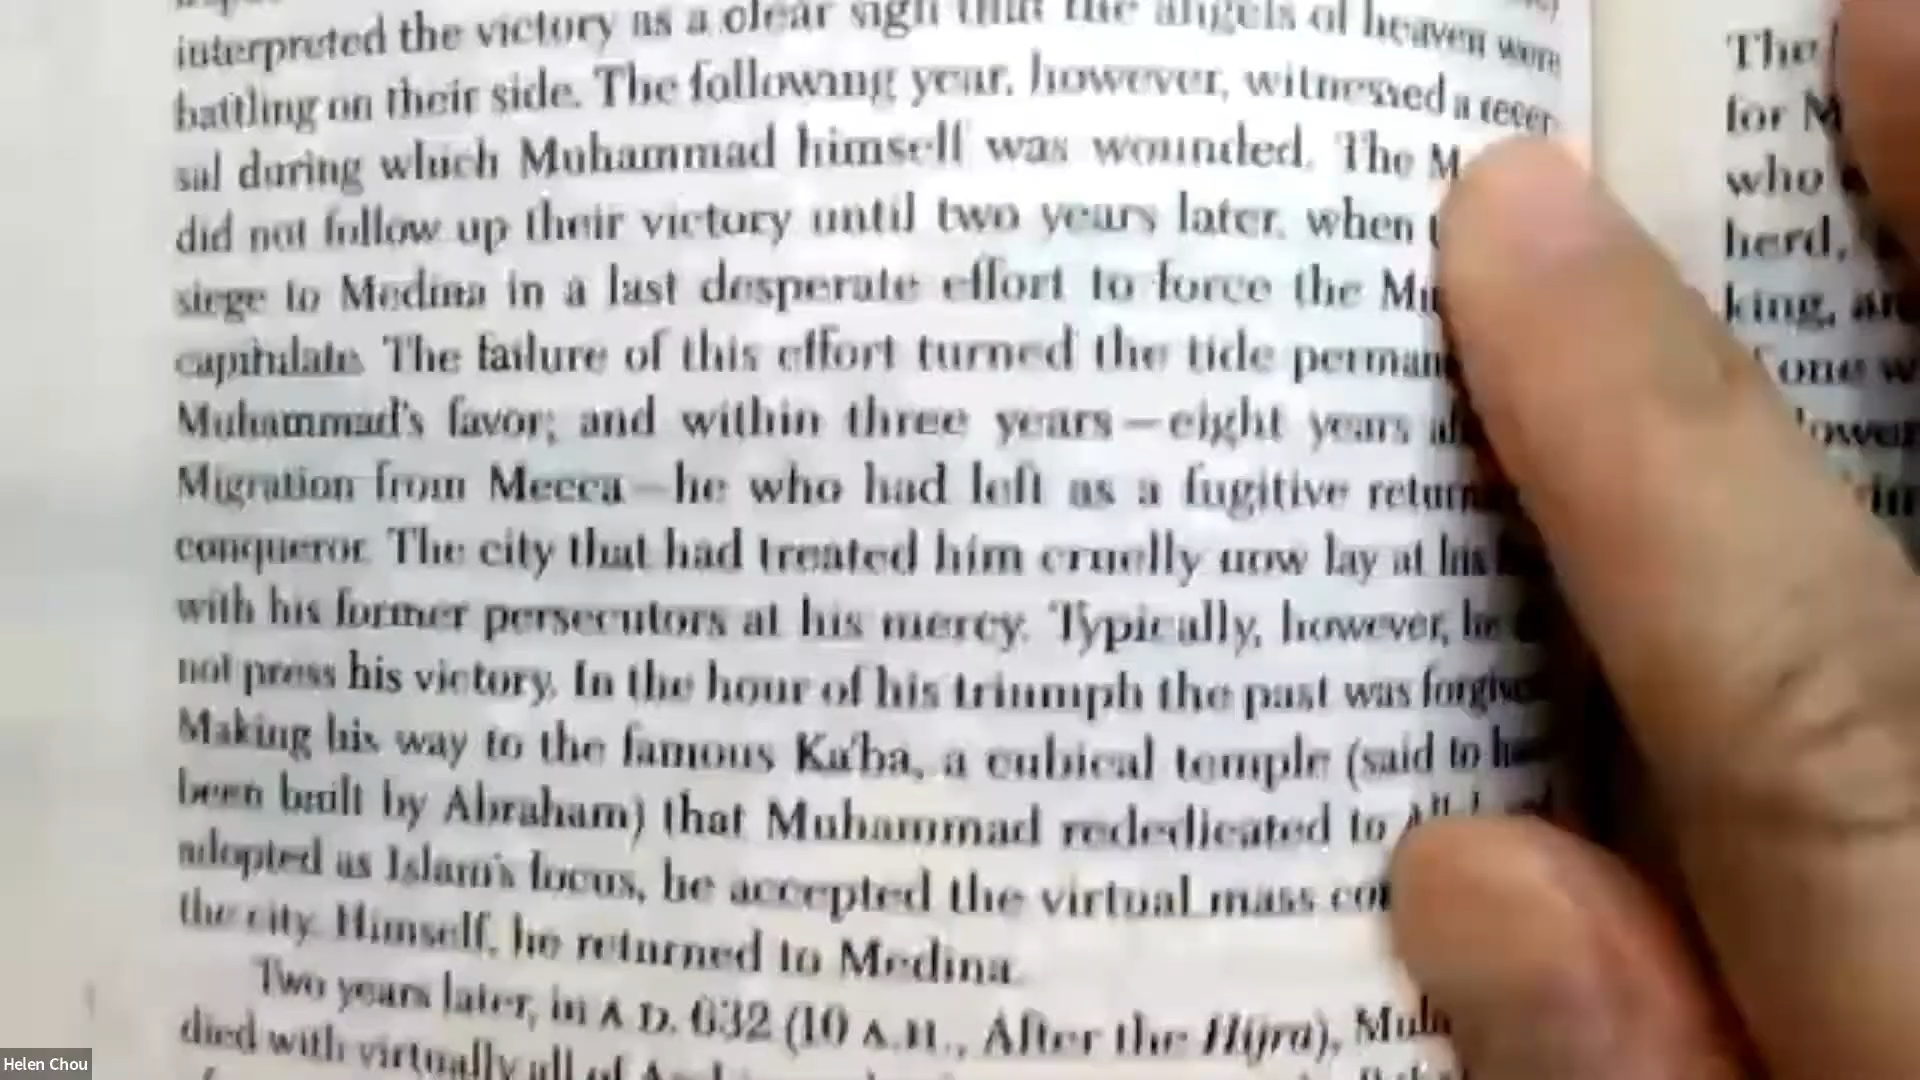 interpreted the victory as a clear sign that the angels of heaven were
battling on their side. The following year, however, witnessed a rever-
sal during which Muhammad himself was wounded. The
did not follow up their victory until two years later, when
siege to Medina in a last desperate effort to force the
capitulate. The failure of this effort turned the tide
Muhammad's favor; and within three years—eight years
Migration from Mecca—he who had left as a fugitive
conqueror. The city that had treated him cruelly now lay at his
with his former persecutors at his mercy. Typically, however, he
not press his victory. In the hour of his triumph the past was
Making his way to the famous Ka'ba, a cubical temple (said to
been built by Abraham) that Muhammad rededicated to
adopted as Islam's focus, he accepted the virtual mass
the city. Himself, he returned to Medina.
Two years later, in A.D. 632 (10 A.H., After the Hijra),
died with virtually all of
The
for
who
herd,
king,
one
Helen Chou